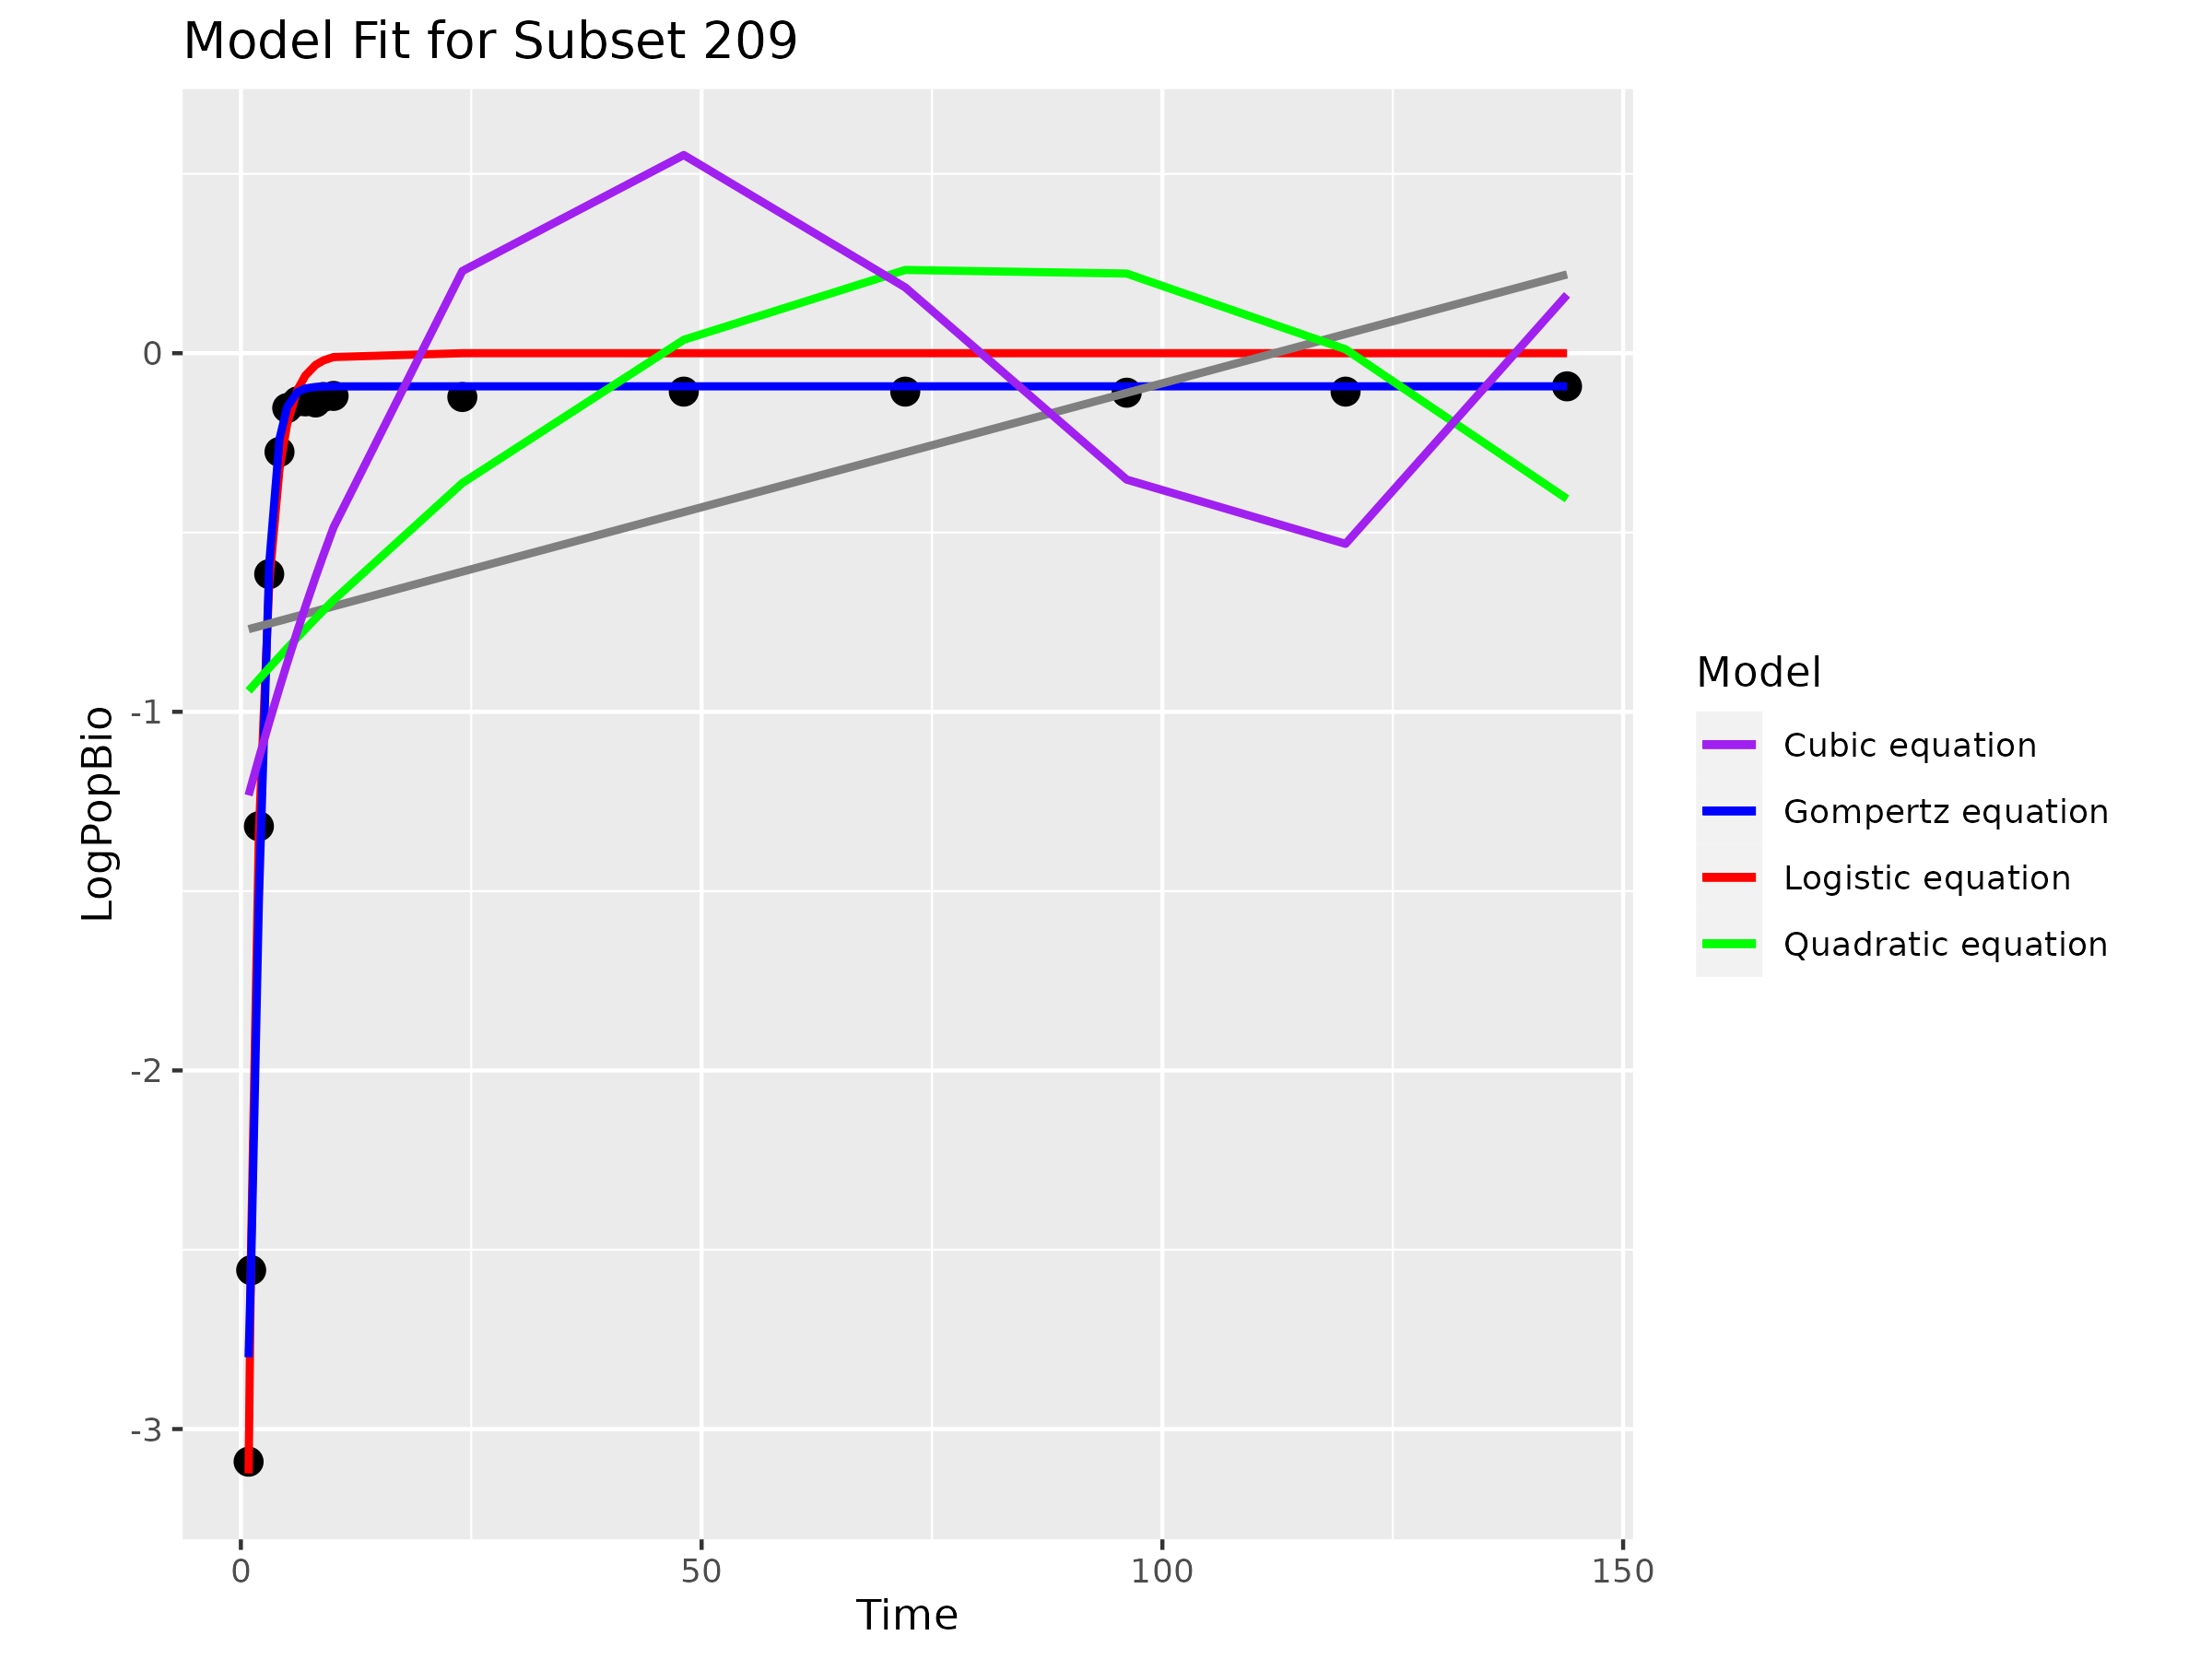 Model Fit for Subset 209
0
-1
-2
-3
LogPopBio
0
50
100
150
Time
Model
Cubic equation
Gompertz equation
Logistic equation
Quadratic equation